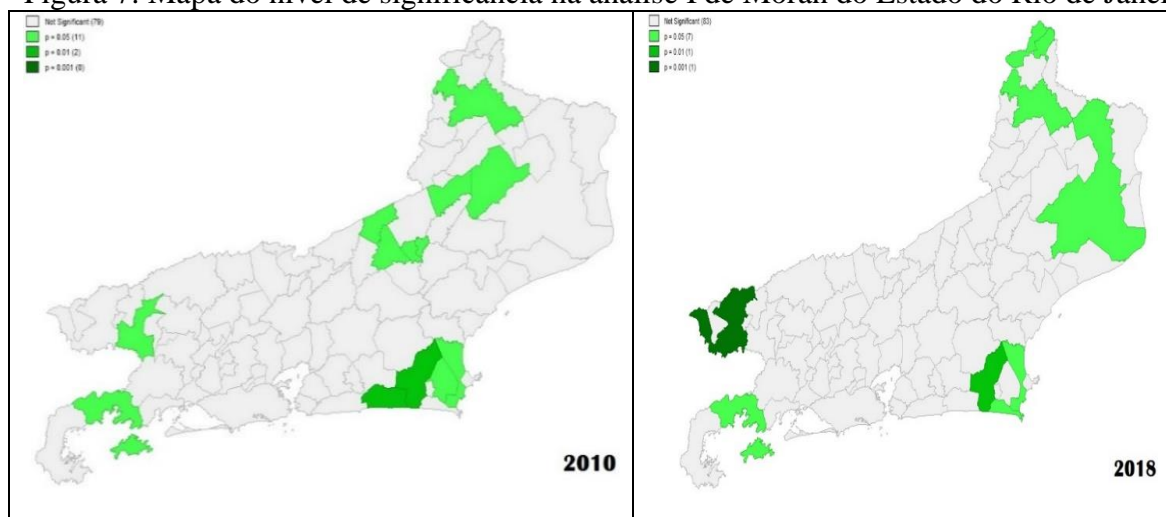 Figura 7. Mapa do nível de significância na análise I de Moran do Estado do Rio de Janei
Not Significant (79)
p = 0.05 (11)
p = 0.01 (2)
p = 0.001 (0)
2010
Not Significant (83)
p = 0.05 (7)
p = 0.01 (1)
p = 0.001 (1)
2018